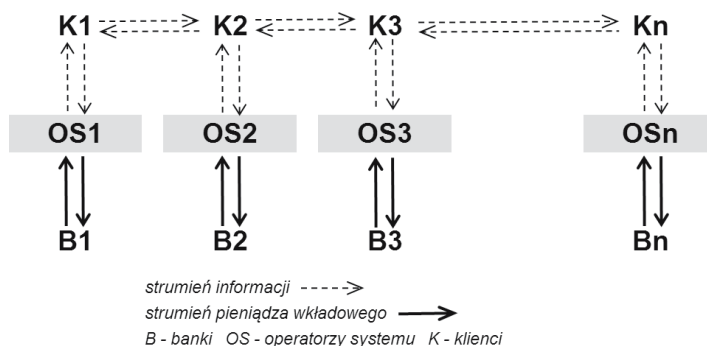 K1 K2 K3 Kn
OS1 OS2 OS3 OSn
B1 B2 B3 Bn
strumień informacji
strumień pieniądza wkładowego
B - banki OS - operatorzy systemu K - klienci